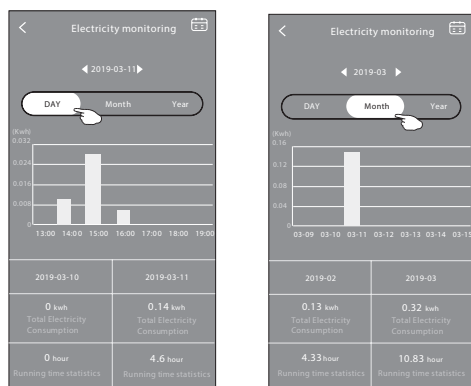 Electricity monitoring
2019-03-11
DAY Month Year
(Kwh)
0.032
0.024
0.016
0.008
0
13:00 14:00 15:00 16:00 17:00 18:00 19:00
2019-03-10 2019-03-11
0 kwh 0.14 kwh
Total Electricity Consumption Total Electricity Consumption
0 hour 4.6 hour
Running time statistics Running time statistics
Electricity monitoring
2019-03
DAY Month Year
(Kwh)
0.16
0.12
0.08
0.04
0
03-09 03-10 03-11 03-12 03-13 03-14 03-15
2019-02 2019-03
0.13 kwh 0.32 kwh
Total Electricity Consumption Total Electricity Consumption
4.33 hour 10.83 hour
Running time statistics Running time statistics